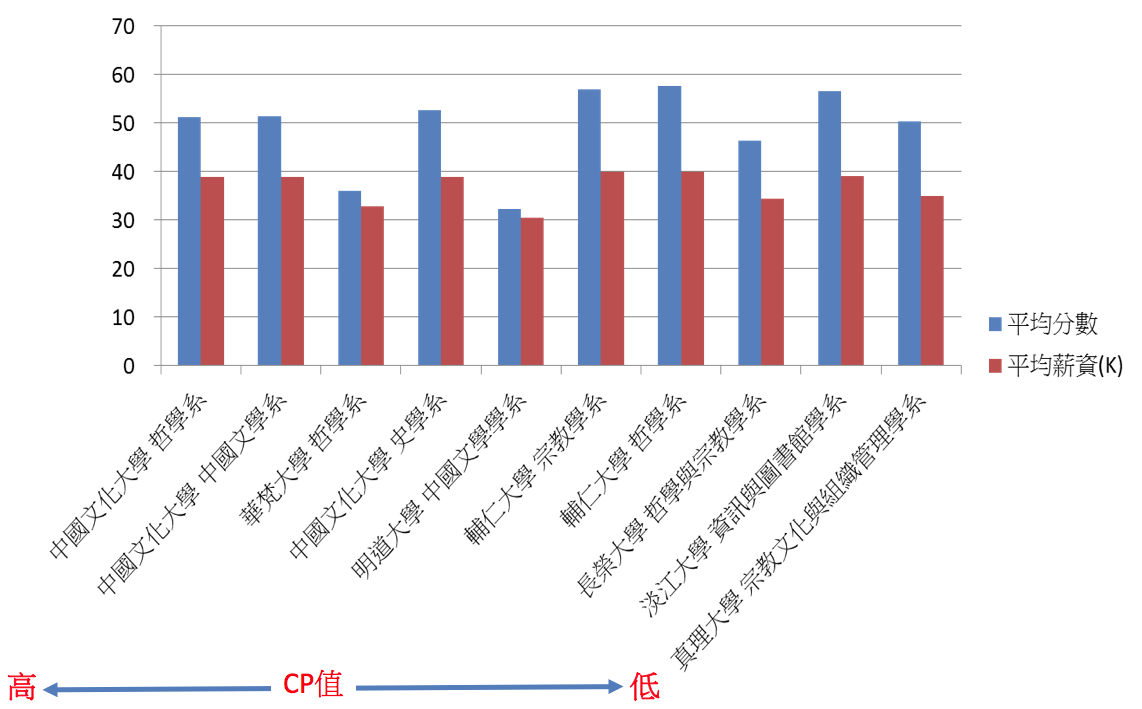 70
60
50
40
30
20
10
0
平均分數
平均薪資(K)
中國文化大學 哲學系
中國文化大學 中國文學系
華梵大學 哲學系
中國文化大學 史學系
明道大學 中國文學學系
輔仁大學 宗教學系
輔仁大學 哲學系
長榮大學 哲學與宗教學系
淡江大學 資訊與圖書館學系
真理大學 宗教文化與組織管理學系
高 CP值 低